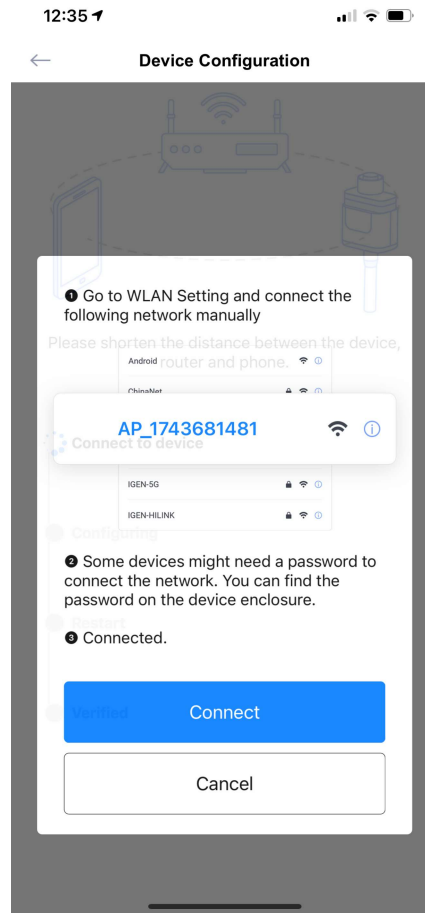 12:35
Device Configuration
❶ Go to WLAN Setting and connect the
following network manually
Please shorten the distance between the device,
router and phone.
Android
ChinaNet
AP_1743681481
Connect to device
IGEN-5G
IGEN-HILINK
Configuring
❷ Some devices might need a password to
connect the network. You can find the
password on the device enclosure.
Restart
❸ Connected.
Verified
Connect
Cancel